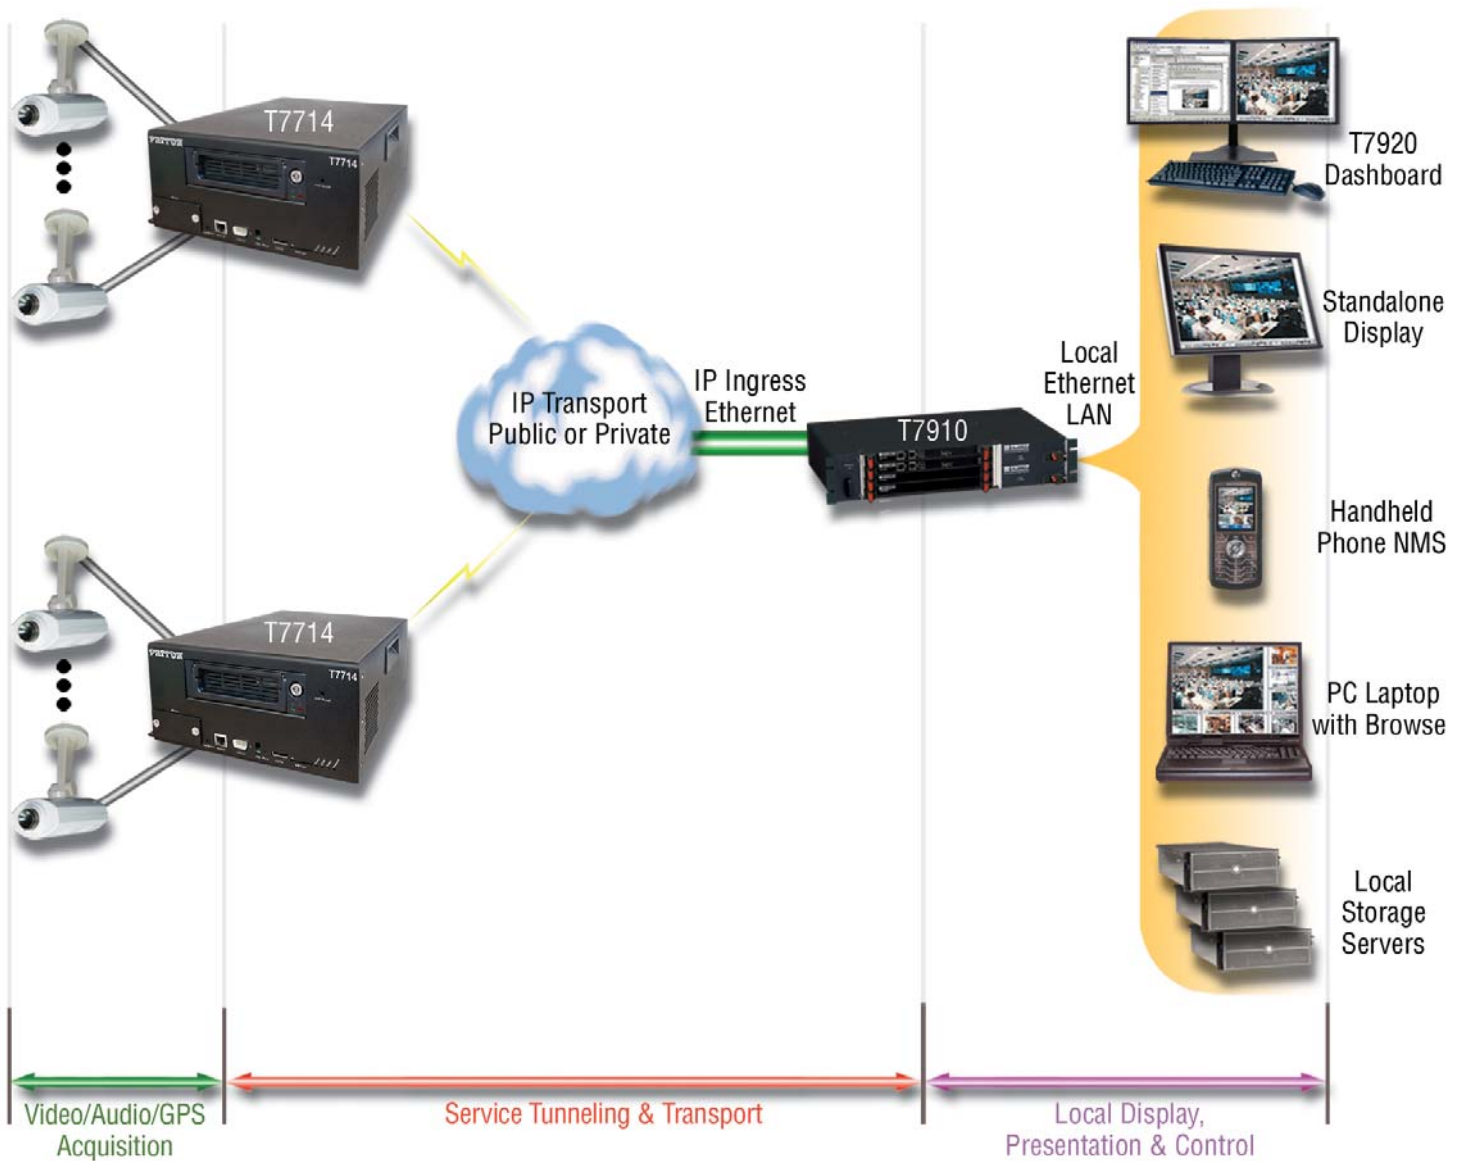 T7714
PATTON
T7714
T7920
Dashboard
Standalone
Display
Local
Ethernet
LAN
IP Ingress
Ethernet
IP Transport
Public or Private
T7910
Handheld
Phone NMS
T7714
PATTON
T7714
PC Laptop
with Browse
Local
Storage
Servers
Video/Audio/GPS
Acquisition
Service Tunneling & Transport
Local Display,
Presentation & Control